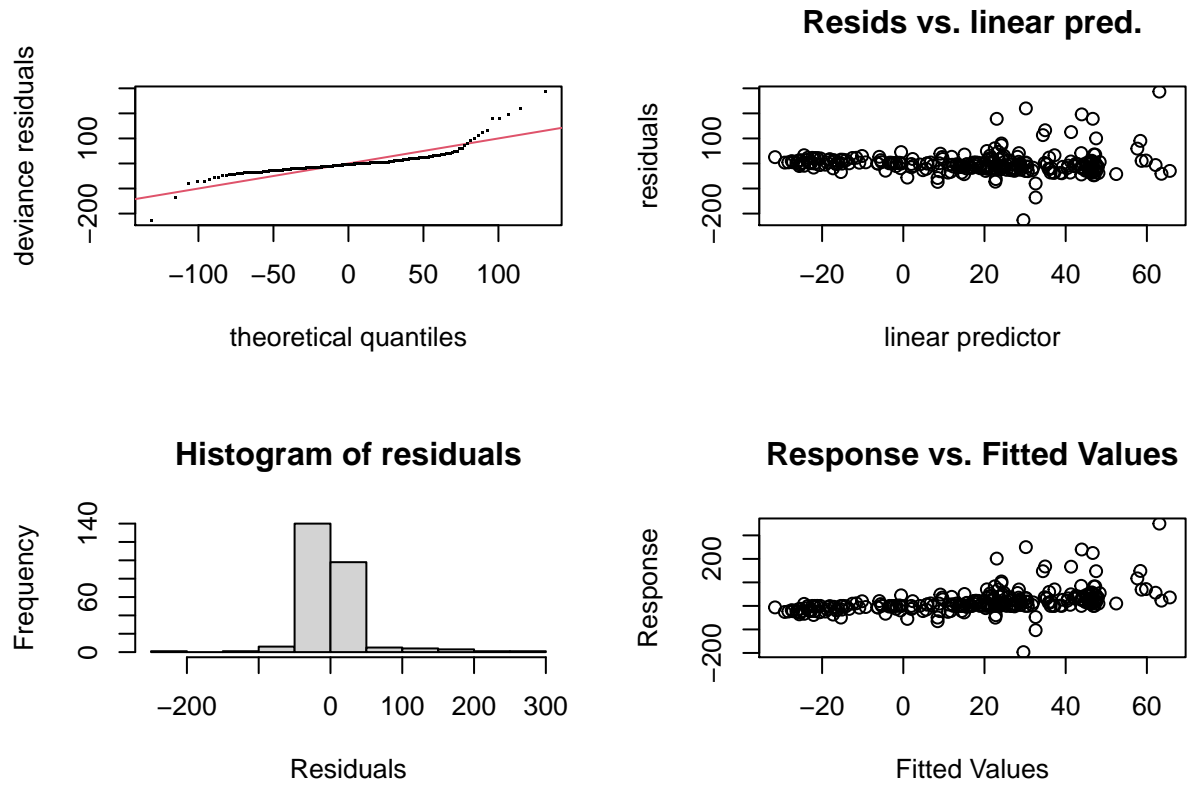 deviance residuals
−200 100
−100 −50 0 50 100
theoretical quantiles
Resids vs. linear pred.
residuals
−200 100
−20 0 20 40 60
linear predictor
Histogram of residuals
Frequency
0 60 140
−200 0 100 200 300
Residuals
Response vs. Fitted Values
Response
−200 200
−20 0 20 40 60
Fitted Values